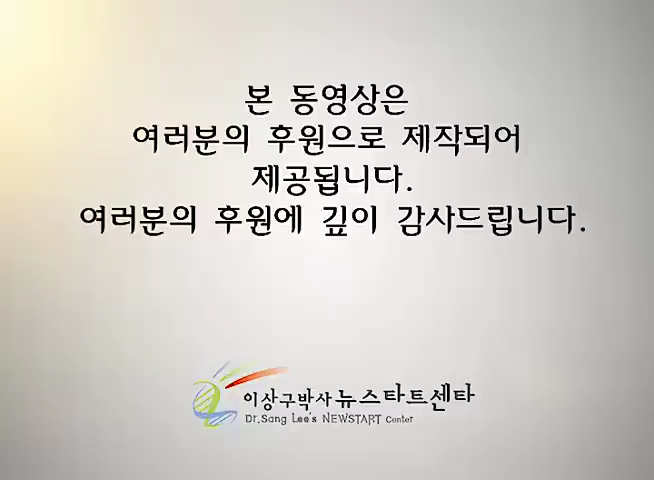 본 동영상은
여러분의 후원으로 제작되어
제공됩니다.
여러분의 후원에 깊이 감사드립니다.
이상구박사 뉴스타트센타
Dr.Sang Lee's NEWSTART Center